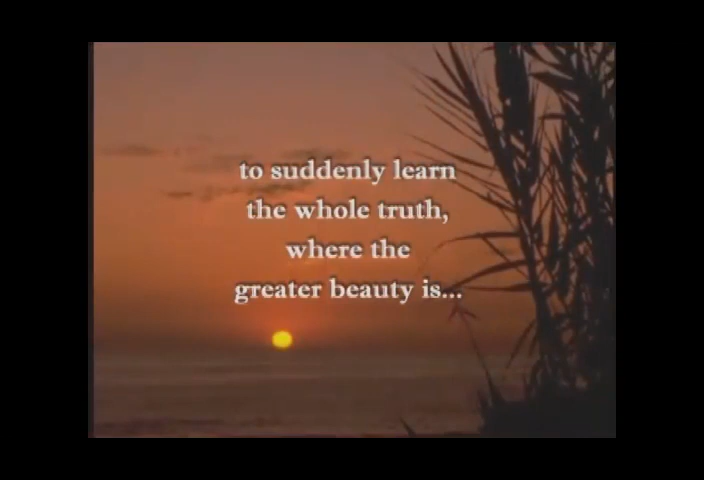 to suddenly learn
the whole truth,
where the
greater beauty is...